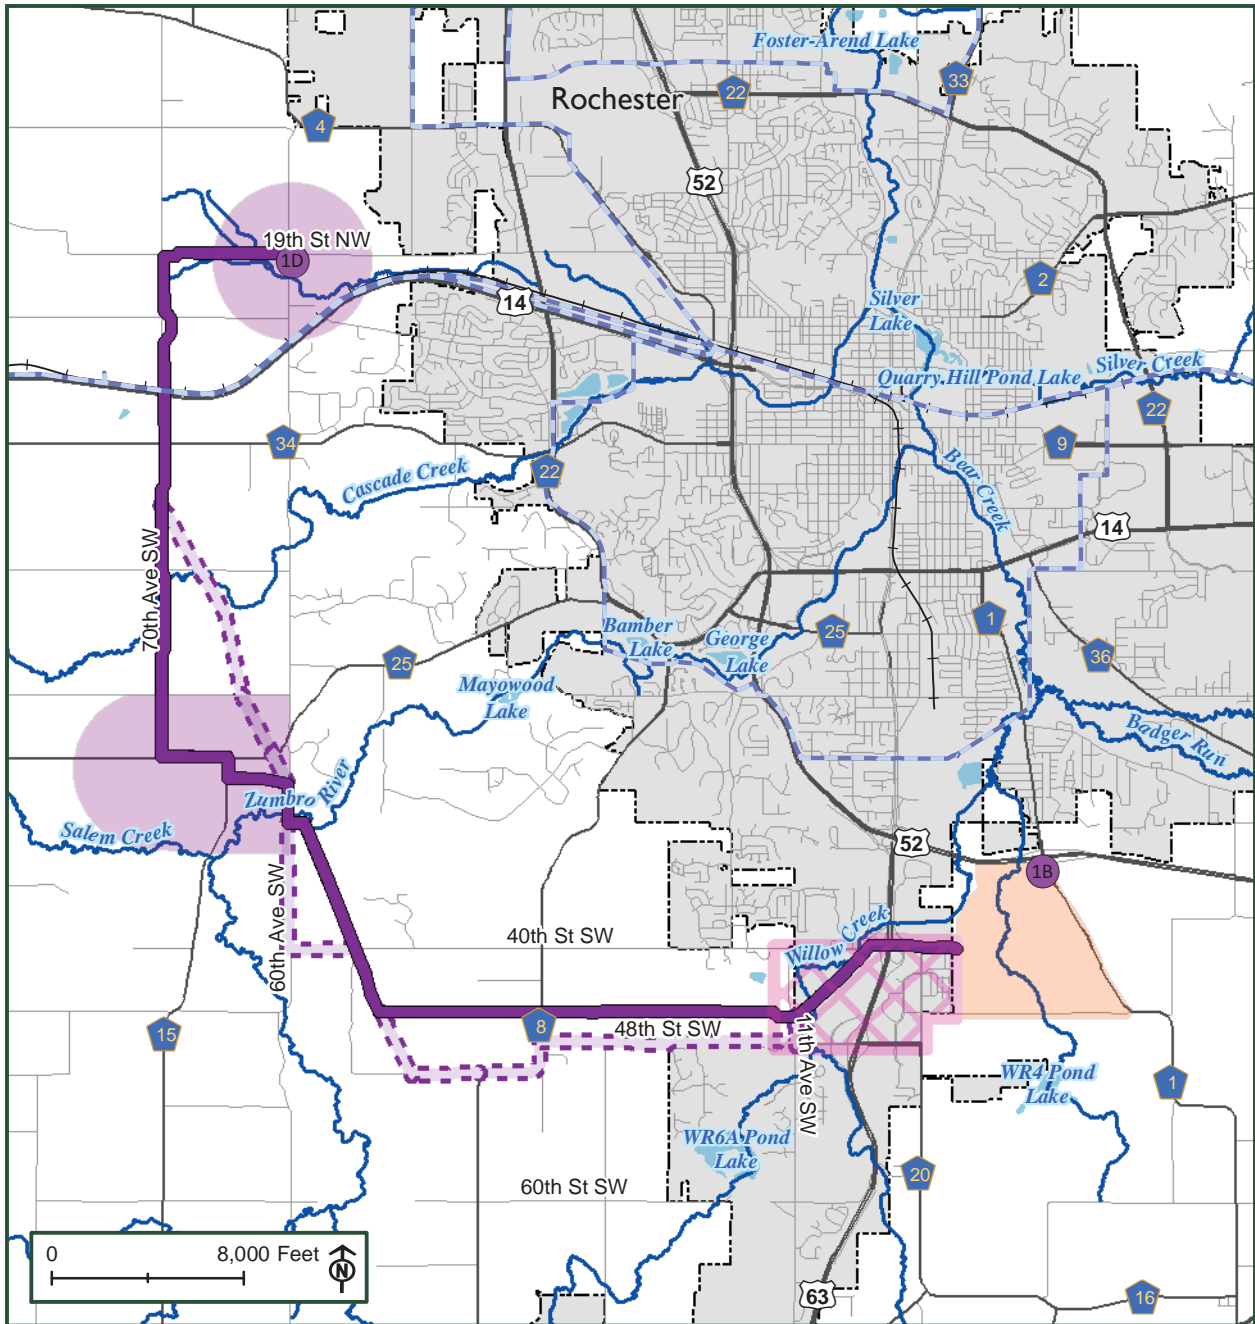 Foster-Arend Lake
33
22
Rochester
4
52
19th St NW
1D
2
14
Silver
Lake
Silver Creek
Quarry Hill Pond Lake
22
34
9
22
Cascade Creek
Bear Creek
14
70th Ave SW
1
Bamber
Lake
George
Lake
25
25
36
Mayowood
Lake
Badger Run
Zumbro River
Salem Creek
52
1B
60th Ave SW
Willow Creek
40th St SW
15
8
48th St SW
11th Ave SW
WR4 Pond
Lake
1
WR6A Pond
Lake
20
60th St SW
0 8,000 Feet N
63
16